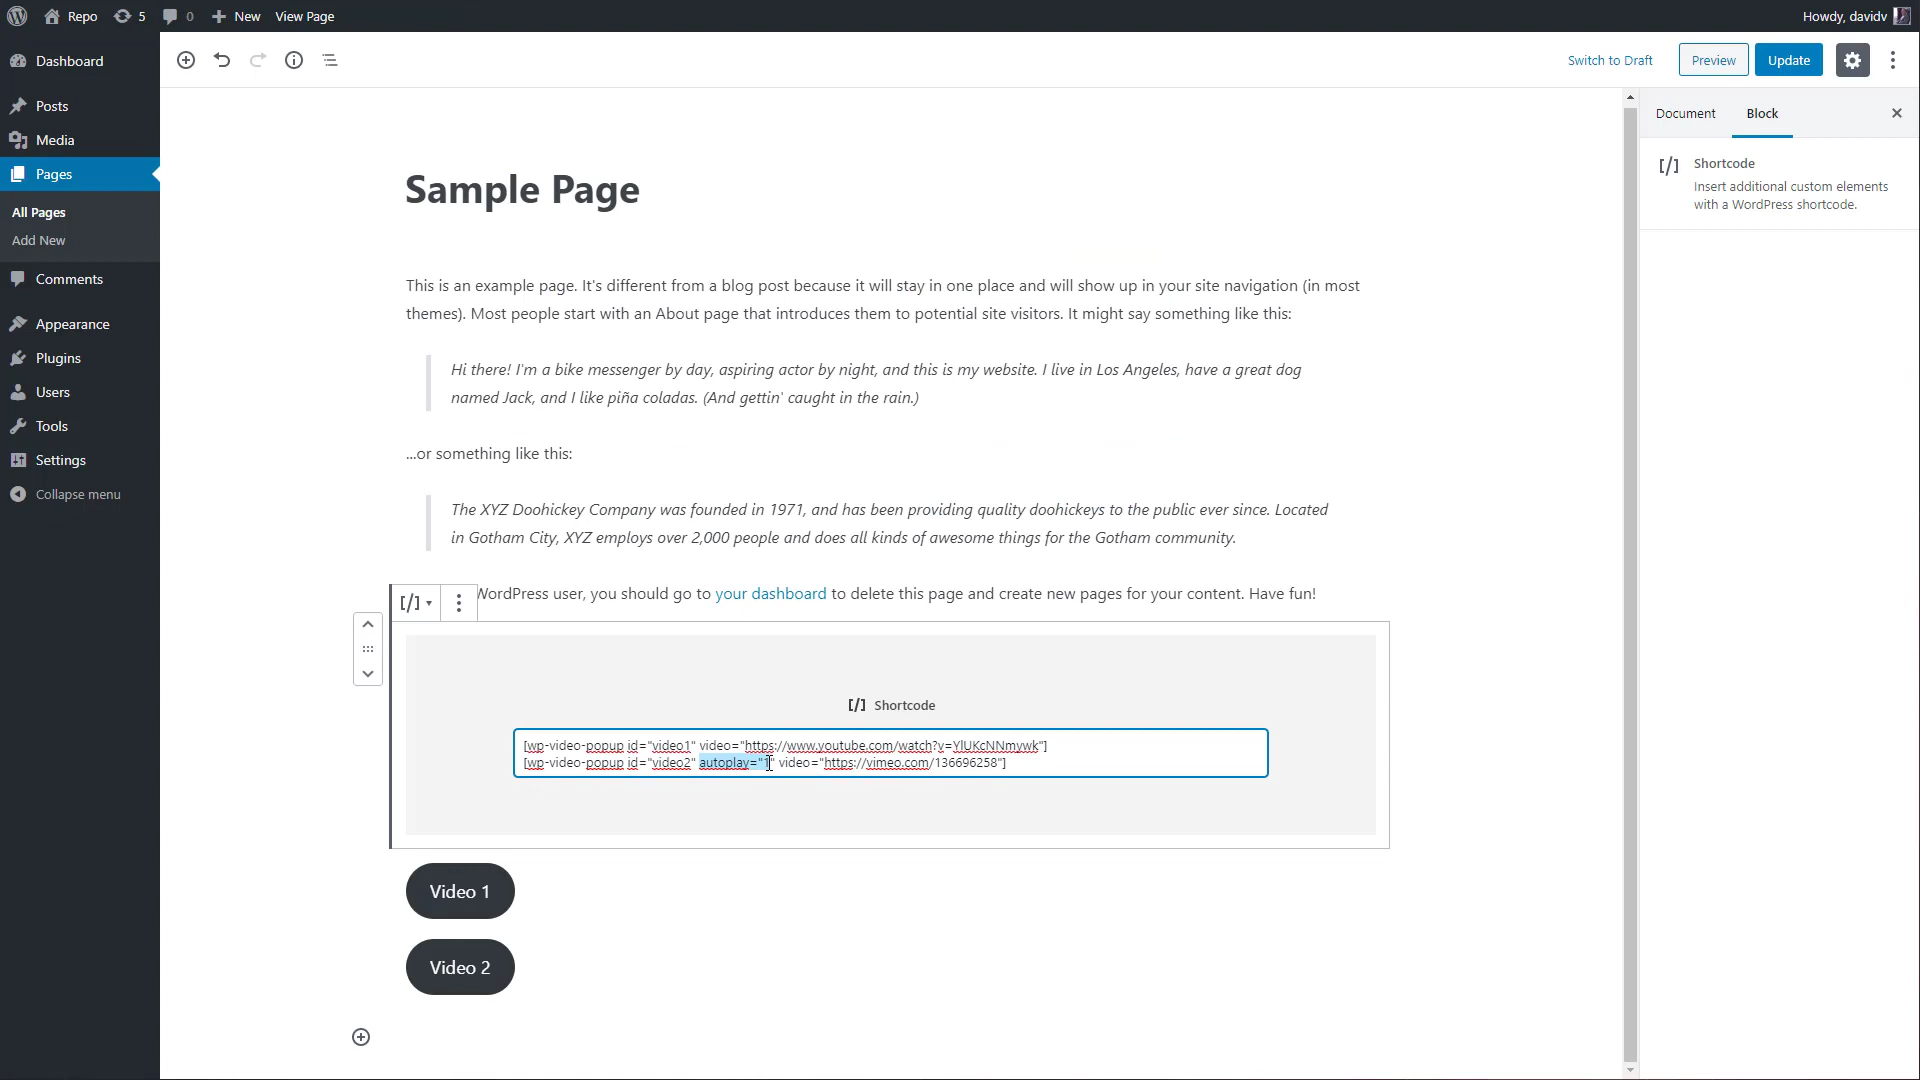 Repo 5 0 New View Page Howdy, davidv
Dashboard
Posts
Media
Pages
All Pages
Add New
Comments
Appearance
Plugins
Users
Tools
Settings
Collapse menu
Switch to Draft Preview Update
Sample Page
This is an example page. It's different from a blog post because it will stay in one place and will show up in your site navigation (in most
themes). Most people start with an About page that introduces them to potential site visitors. It might say something like this:
Hi there! I'm a bike messenger by day, aspiring actor by night, and this is my website. I live in Los Angeles, have a great dog
named Jack, and I like piña coladas. (And gettin' caught in the rain.)
...or something like this:
The XYZ Doohickey Company was founded in 1971, and has been providing quality doohickeys to the public ever since. Located
in Gotham City, XYZ employs over 2,000 people and does all kinds of awesome things for the Gotham community.
WordPress user, you should go to your dashboard to delete this page and create new pages for your content. Have fun!
[/]
[/] Shortcode
[wp-video-popup id="video1" video="https://www.youtube.com/watch?v=YlUKcNNmywk"]
[wp-video-popup id="video2" autoplay="1" video="https://vimeo.com/136696258"]
Video 1
Video 2
Document Block
[/] Shortcode
Insert additional custom elements
with a WordPress shortcode.